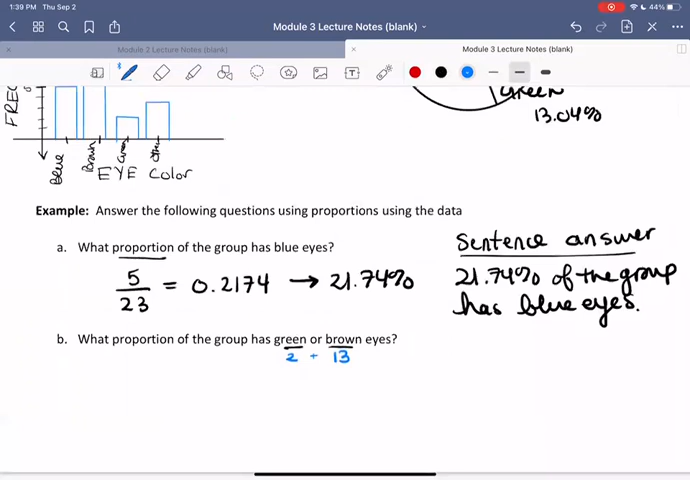 1:39 PM Thu Sep 2
44%
Module 3 Lecture Notes (blank)
Module 2 Lecture Notes (blank)
Module 3 Lecture Notes (blank)
Green
13.04%
FREQ
Blue
Brown
Green
Other
EYE Color
Example: Answer the following questions using proportions using the data
a. What proportion of the group has blue eyes?
5
23
= 0.2174 → 21.74%
Sentence answer
21.74% of the group
has blue eyes.
b. What proportion of the group has green or brown eyes?
2 + 13